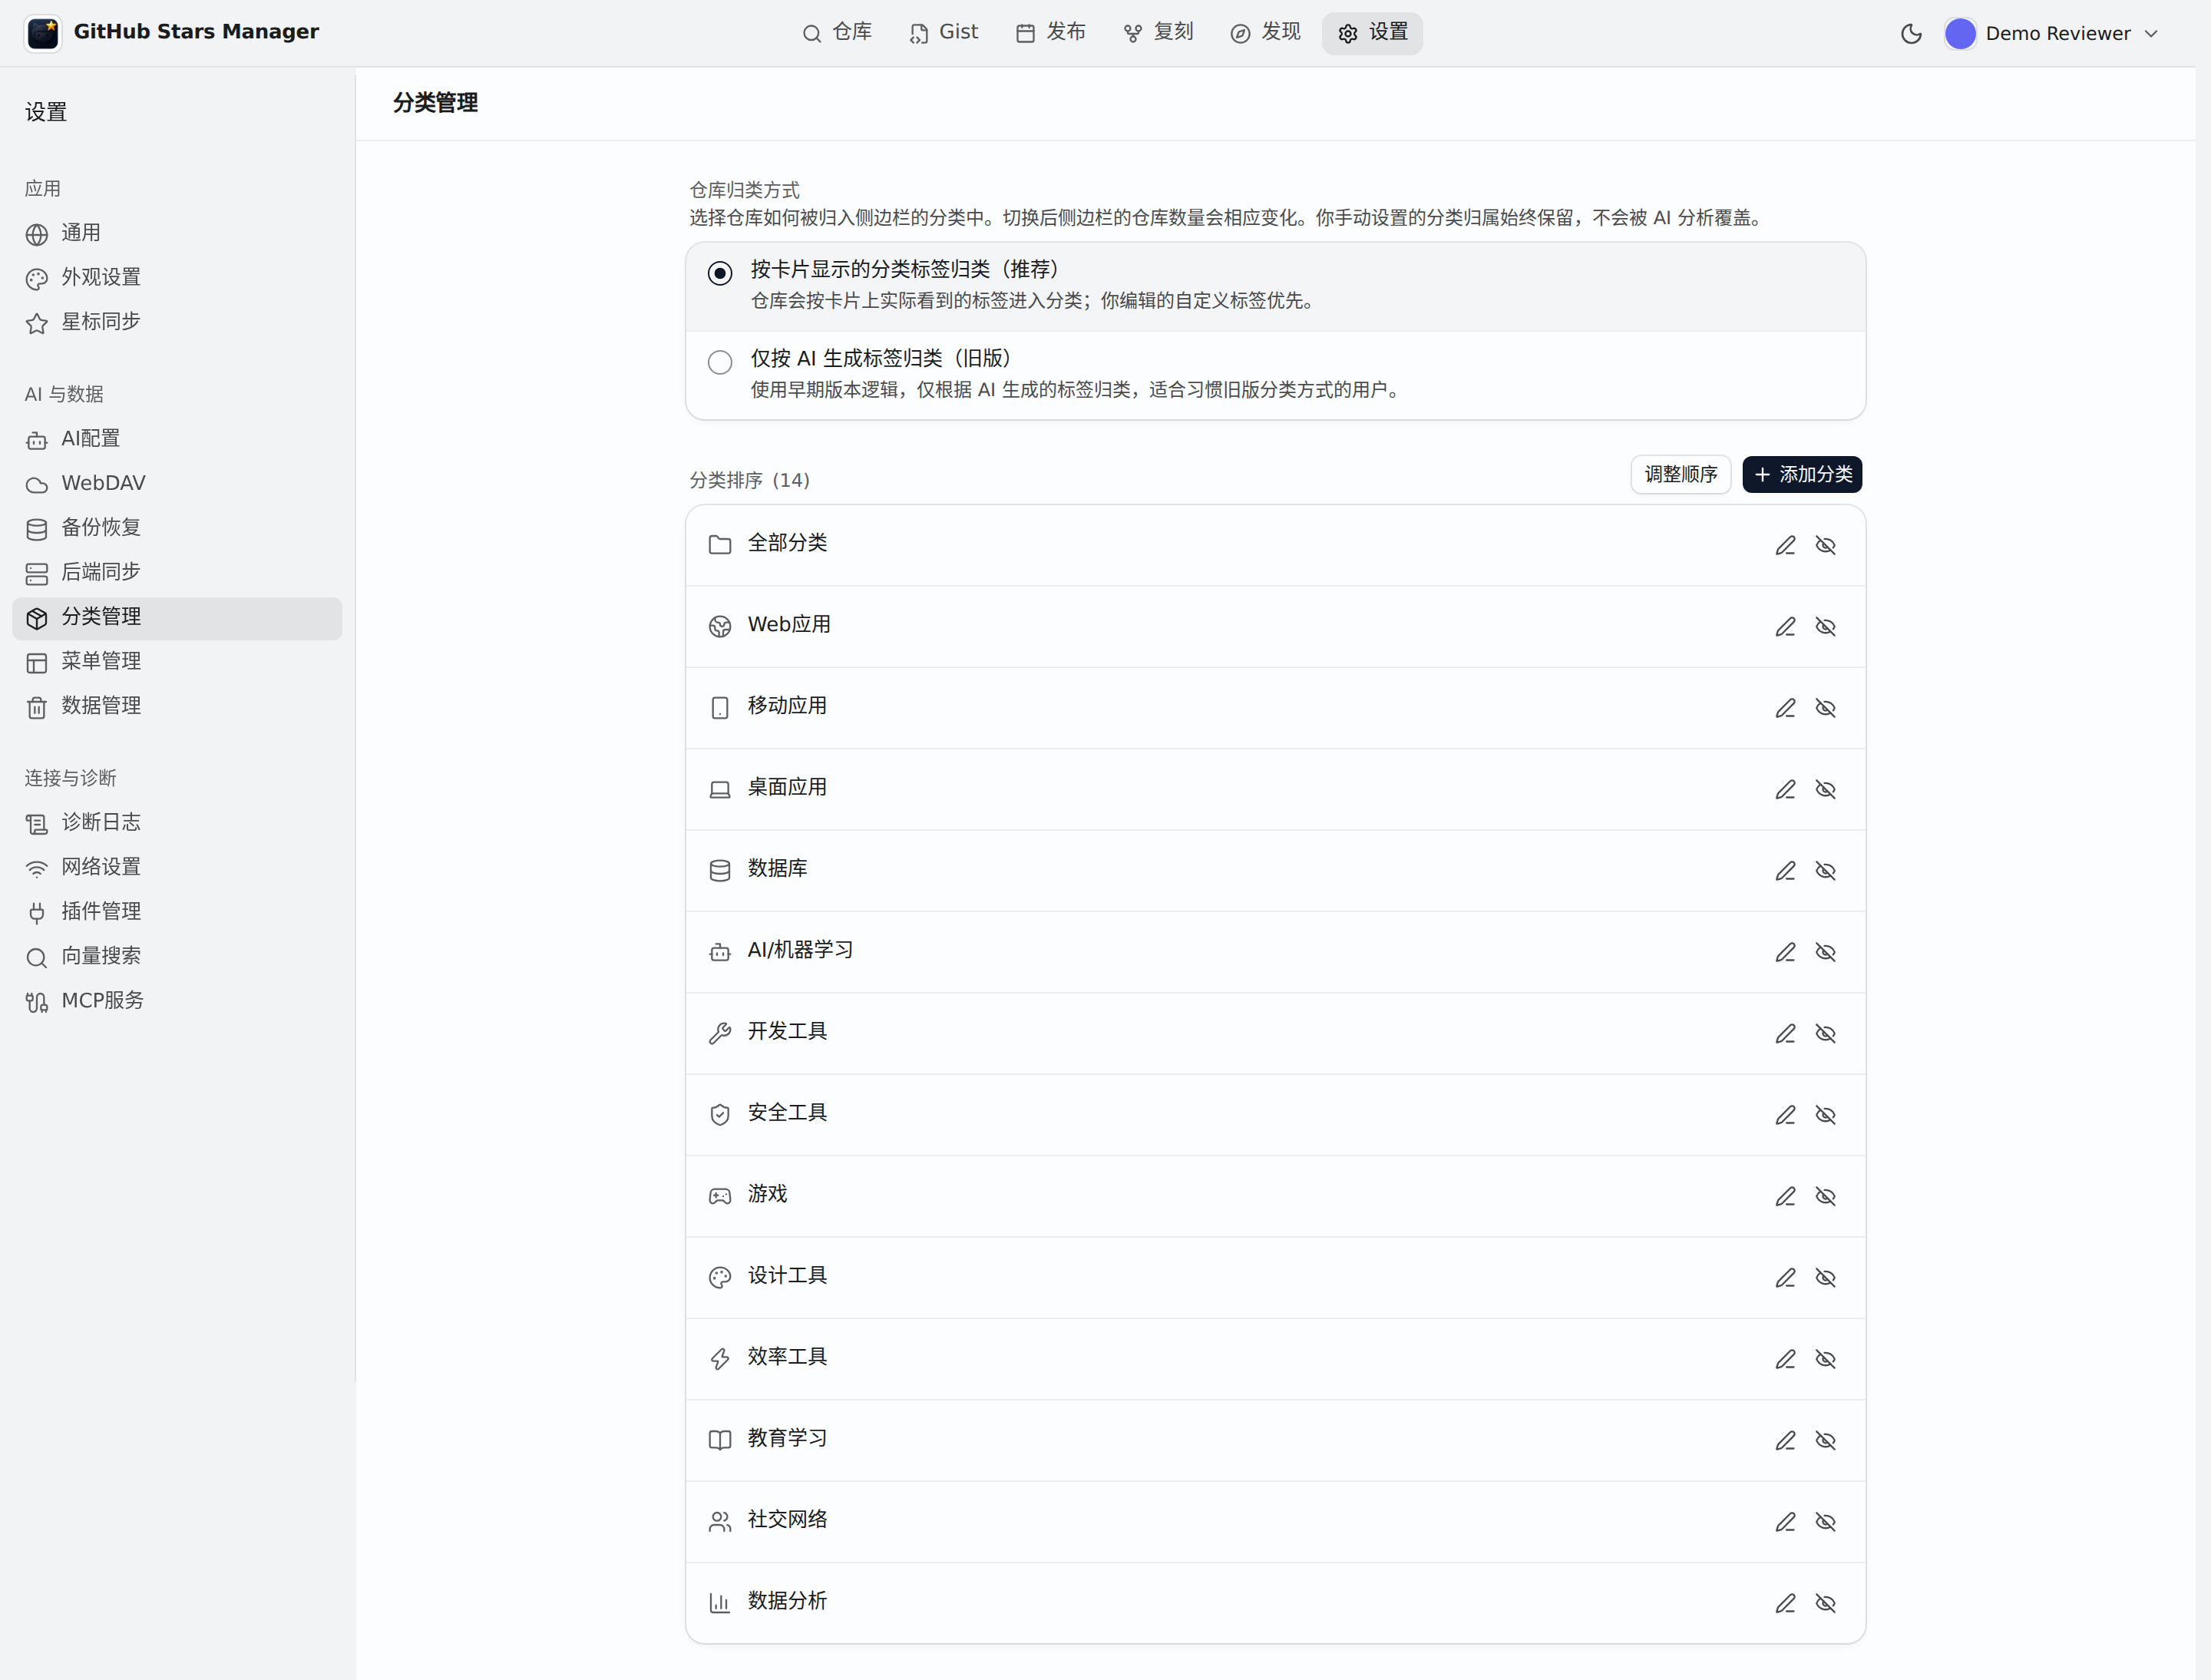 GitHub Stars Manager
仓库
Gist
发布
复刻
发现
设置
Demo Reviewer
设置
应用
通用
外观设置
星标同步
AI 与数据
AI配置
WebDAV
备份恢复
后端同步
分类管理
菜单管理
数据管理
连接与诊断
诊断日志
网络设置
插件管理
向量搜索
MCP服务
分类管理
仓库归类方式
选择仓库如何被归入侧边栏的分类中。切换后侧边栏的仓库数量会相应变化。你手动设置的分类归属始终保留，不会被 AI 分析覆盖。
按卡片显示的分类标签归类（推荐）
仓库会按卡片上实际看到的标签进入分类；你编辑的自定义标签优先。
仅按 AI 生成标签归类（旧版）
使用早期版本逻辑，仅根据 AI 生成的标签归类，适合习惯旧版分类方式的用户。
分类排序 (14)
调整顺序
添加分类
全部分类
Web应用
移动应用
桌面应用
数据库
AI/机器学习
开发工具
安全工具
游戏
设计工具
效率工具
教育学习
社交网络
数据分析